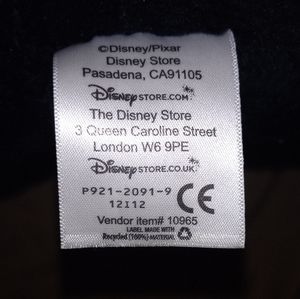 ©Disney/Pixar
Disney Store
Pasadena, CA91105
DISNEYSTORE.COM
The Disney Store
3 Queen Caroline Street
London W6 9PE
DISNEYSTORE.CO.UK
P921-2091-9 CE
12112
Vendor item# 10965
LABEL MADE WITH
Recycled (100%) MATERIAL